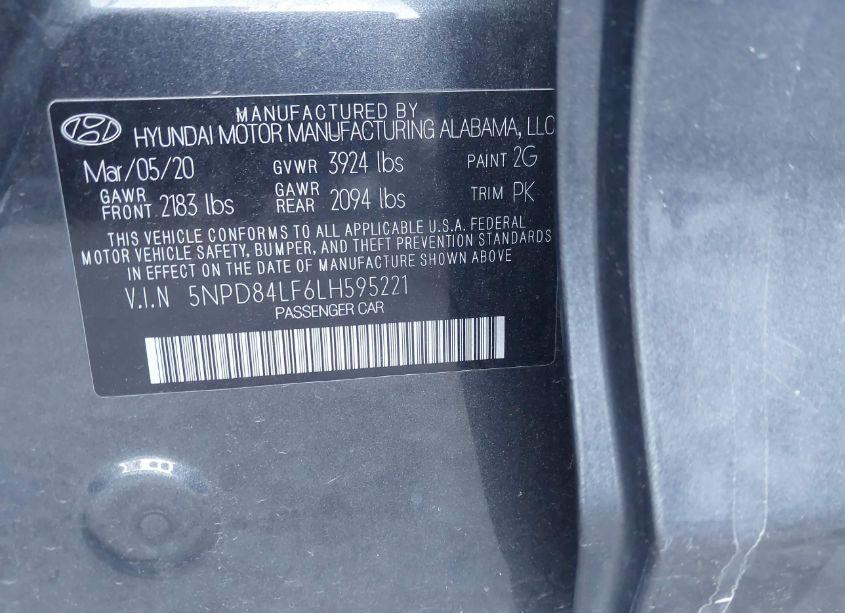 MANUFACTURED BY
HYUNDAI MOTOR MANUFACTURING ALABAMA, LLC
Mar/05/20 GVWR 3924 lbs PAINT 2G
GAWR FRONT 2183 lbs GAWR REAR 2094 lbs TRIM PK
THIS VEHICLE CONFORMS TO ALL APPLICABLE U.S.A. FEDERAL
MOTOR VEHICLE SAFETY, BUMPER, AND THEFT PREVENTION STANDARDS
IN EFFECT ON THE DATE OF MANUFACTURE SHOWN ABOVE
V.I.N 5NPD84LF6LH595221
PASSENGER CAR